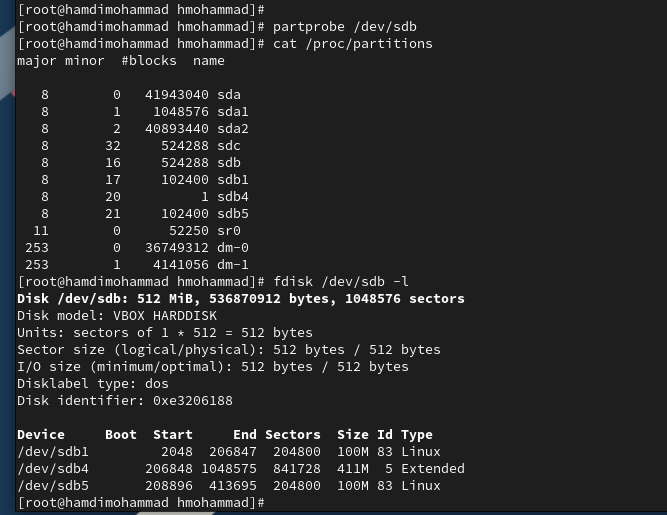 [root@hamdimohammad hmohammad]#
[root@hamdimohammad hmohammad]# partprobe /dev/sdb
[root@hamdimohammad hmohammad]# cat /proc/partitions
major minor  #blocks  name

   8        0   41943040 sda
   8        1    1048576 sda1
   8        2   40893440 sda2
   8       32     524288 sdc
   8       16     524288 sdb
   8       17     102400 sdb1
   8       20          1 sdb4
   8       21     102400 sdb5
  11        0      52250 sr0
 253        0   36749312 dm-0
 253        1    4141056 dm-1
[root@hamdimohammad hmohammad]# fdisk /dev/sdb -l
Disk /dev/sdb: 512 MiB, 536870912 bytes, 1048576 sectors
Disk model: VBOX HARDDISK
Units: sectors of 1 * 512 = 512 bytes
Sector size (logical/physical): 512 bytes / 512 bytes
I/O size (minimum/optimal): 512 bytes / 512 bytes
Disklabel type: dos
Disk identifier: 0xe3206188

Device     Boot  Start     End Sectors  Size Id Type
/dev/sdb1         2048  206847  204800  100M 83 Linux
/dev/sdb4       206848 1048575  841728  411M  5 Extended
/dev/sdb5       208896  413695  204800  100M 83 Linux
[root@hamdimohammad hmohammad]#